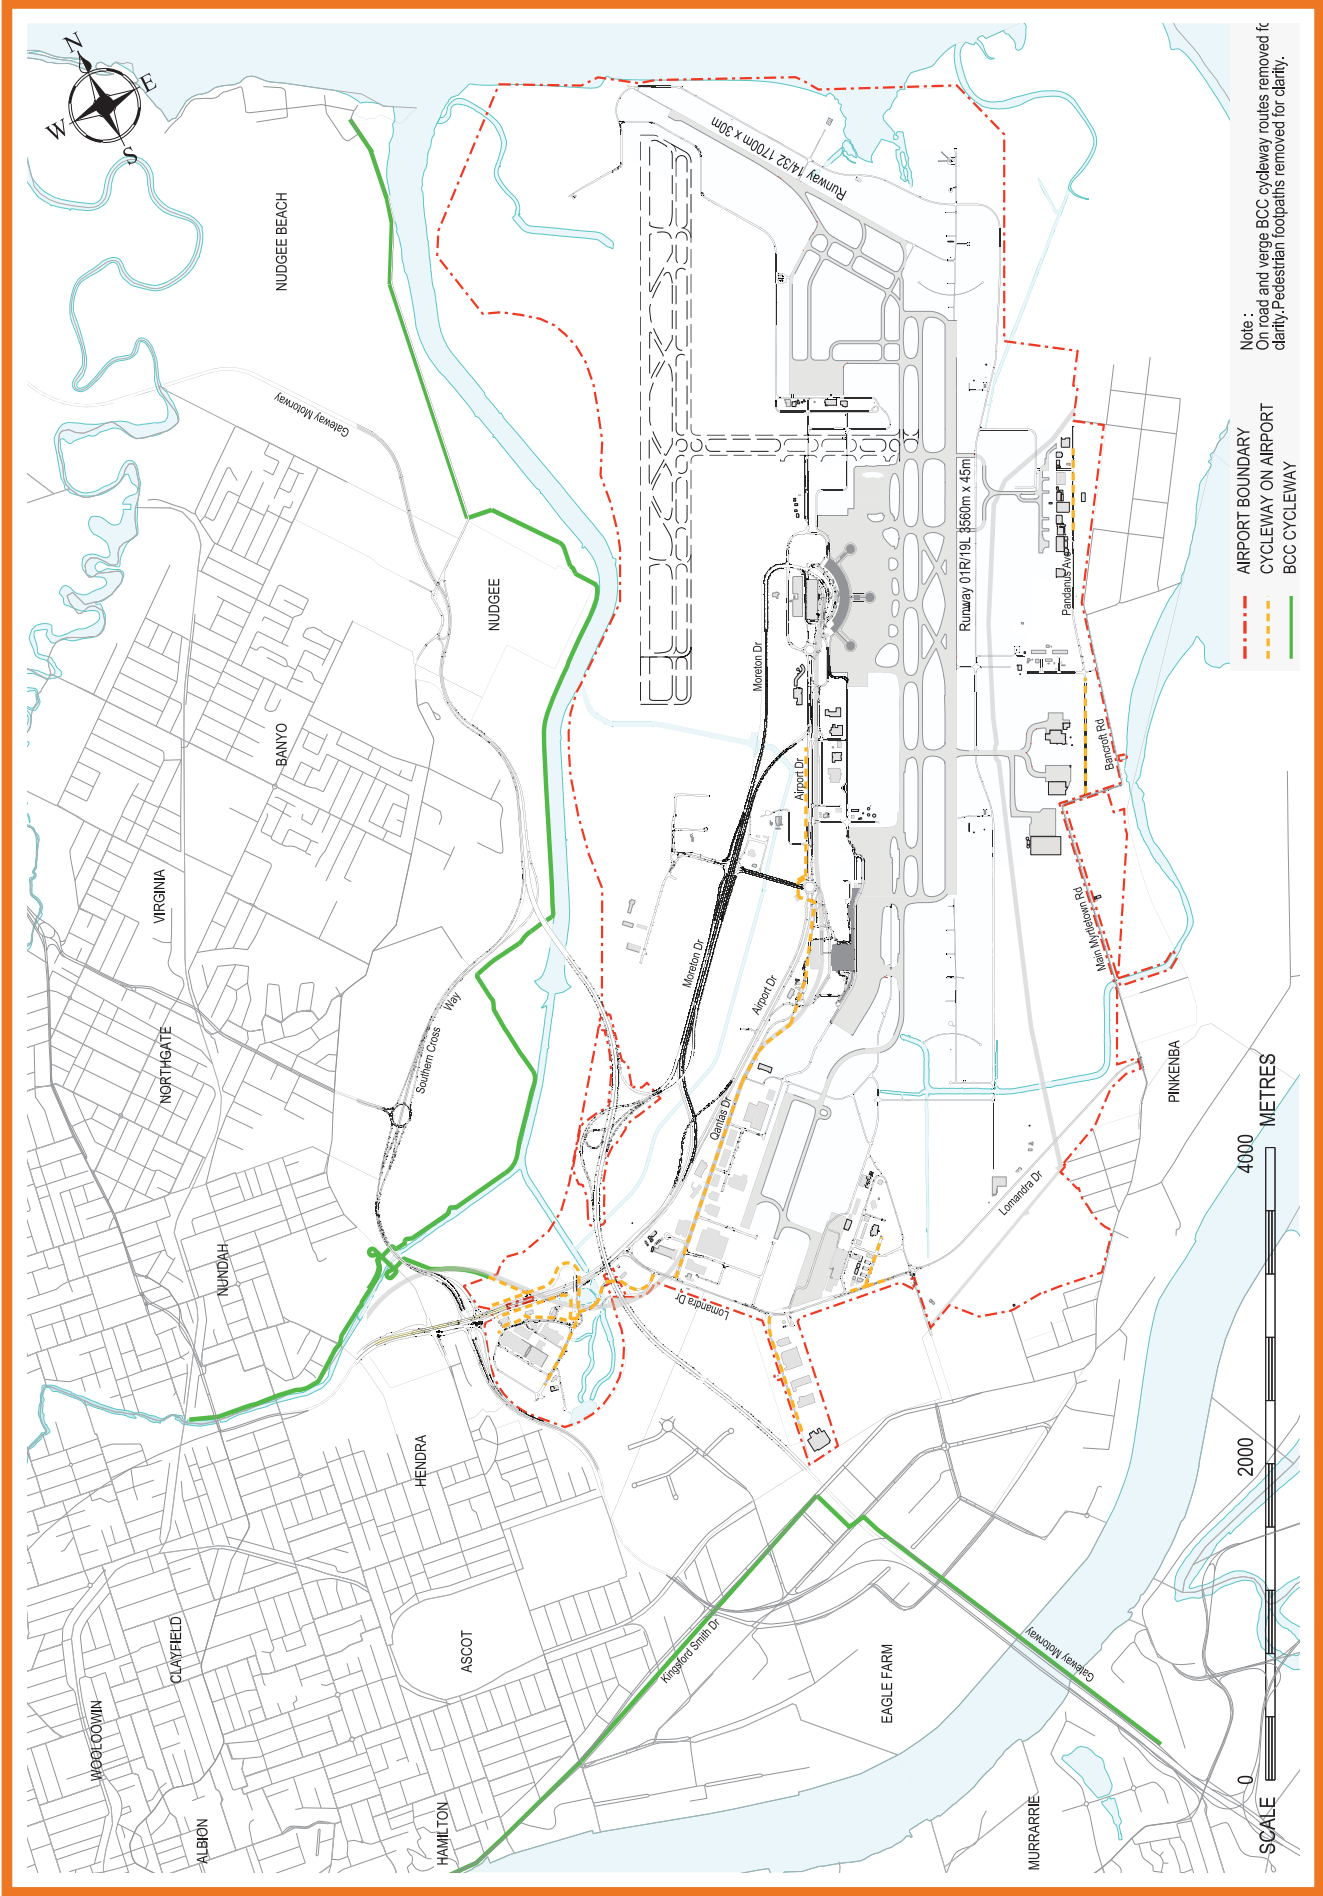 N
E
W
S
NUDGEE BEACH
Runway 14/32 1700m x 30m
Gateway Motorway
NUDGEE
BANYO
VIRGINIA
NORTHGATE
NUNDAH
Southern Cross
Way
Moreton Dr
Airport Dr
Moreton Dr
Airport Dr
Qantas Dr
Runway 01R/19L 3560m x 45m
Pandanus Ave
Bancroft Rd
Main Myrtletown Rd
PINKENBA
Lomandra Dr
Lomandra Dr
HENDRA
CLAYFIELD
ASCOT
WOOLOOWIN
ALBION
HAMILTON
Kingsford Smith Dr
EAGLE FARM
Gateway Motorway
MURRARRIE
AIRPORT BOUNDARY
CYCLEWAY ON AIRPORT
BCC CYCLEWAY
Note :
On road and verge BCC cycleway routes removed fo
clarity.Pedestrian footpaths removed for clarity.
SCALE 0 2000 4000 METRES